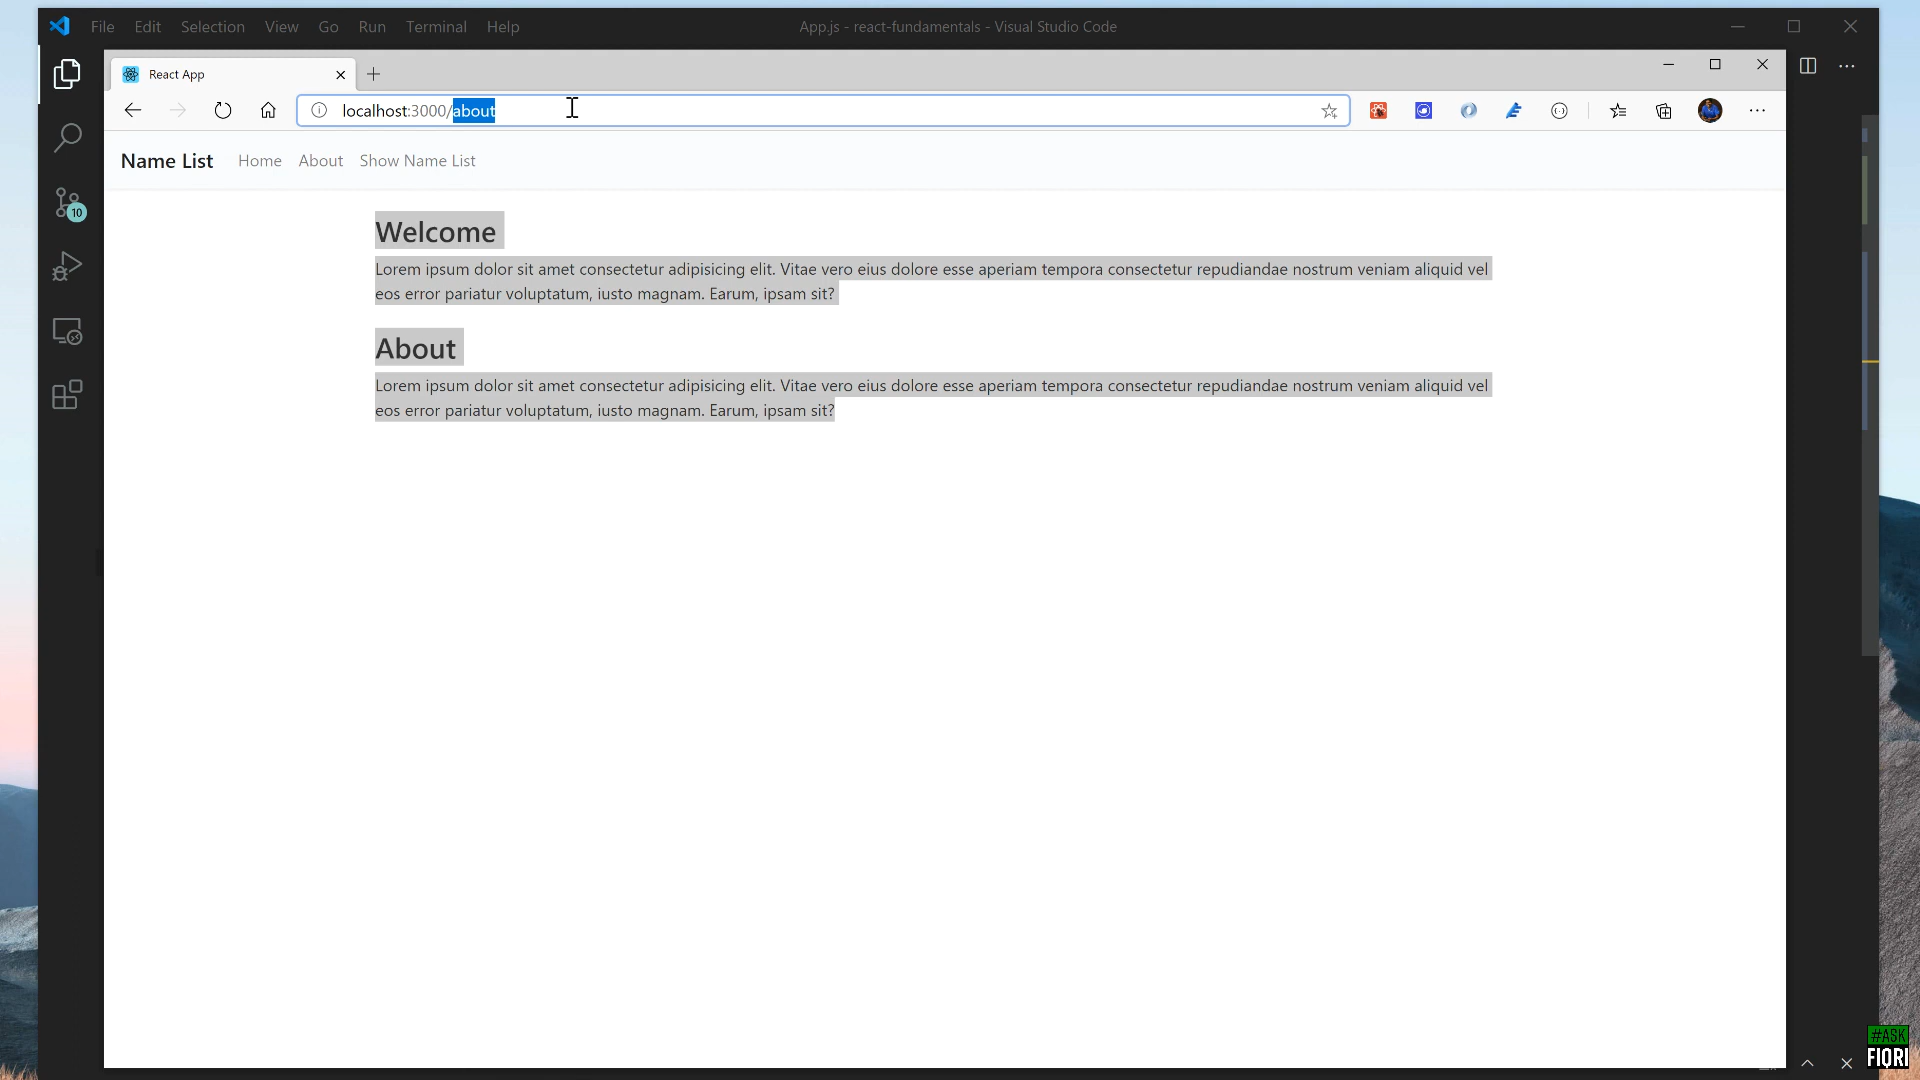 File Edit Selection View Go Run Terminal Help
App.js - react-fundamentals - Visual Studio Code
React App
localhost:3000/about
10
Name List Home About Show Name List
Welcome
Lorem ipsum dolor sit amet consectetur adipisicing elit. Vitae vero eius dolore esse aperiam tempora consectetur repudiandae nostrum veniam aliquid vel
eos error pariatur voluptatum, iusto magnam. Earum, ipsam sit?
About
Lorem ipsum dolor sit amet consectetur adipisicing elit. Vitae vero eius dolore esse aperiam tempora consectetur repudiandae nostrum veniam aliquid vel
eos error pariatur voluptatum, iusto magnam. Earum, ipsam sit?
#ASK
FIORI